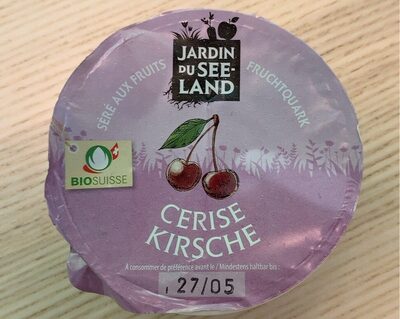 JARDIN
DU SEE-
LAND
SÉRÉ AUX FRUITS
FRUCHTQUARK
BIOSUISSE
CERISE
KIRSCHE
À consommer de préférence avant le / Mindestens haltbar bis :
27/05